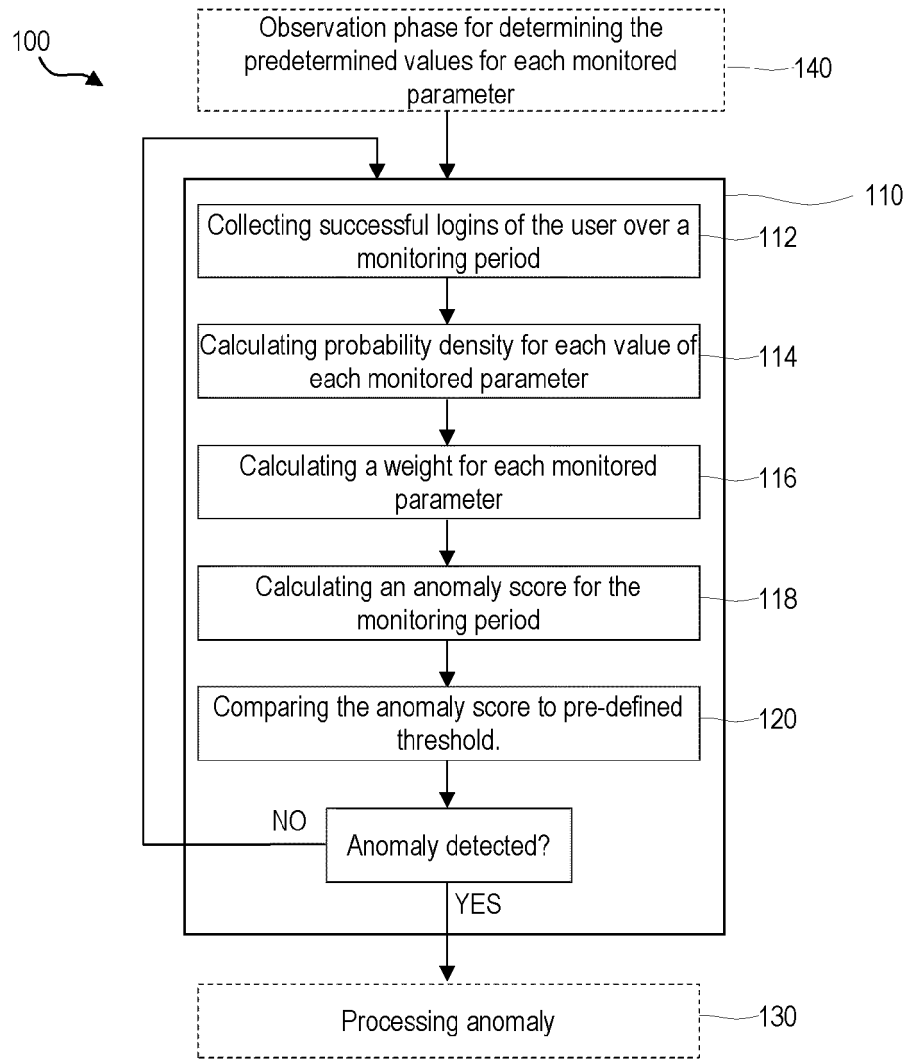 100
Observation phase for determining the
predetermined values for each monitored
parameter
140
110
Collecting successful logins of the user over a
monitoring period
112
Calculating probability density for each value of
each monitored parameter
114
Calculating a weight for each monitored
parameter
116
Calculating an anomaly score for the
monitoring period
118
Comparing the anomaly score to pre-defined
threshold.
120
NO
Anomaly detected?
YES
Processing anomaly
130